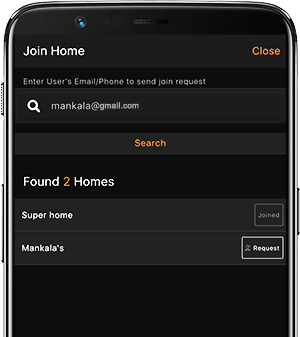 Join Home
Close
Enter User's Email/Phone to send join request
mankala@gmail.com
Search
Found 2 Homes
Super home
Joined
Mankala's
Request